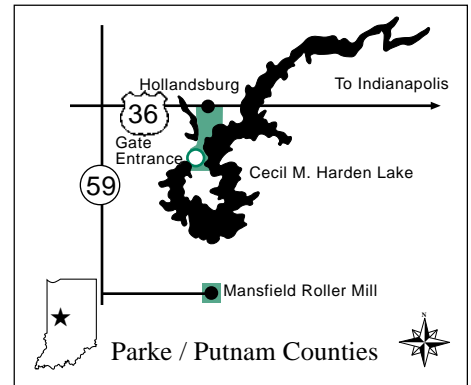 Hollandsburg
To Indianapolis
36
Gate
Entrance
59
Cecil M. Harden Lake
Mansfield Roller Mill
N
Parke / Putnam Counties